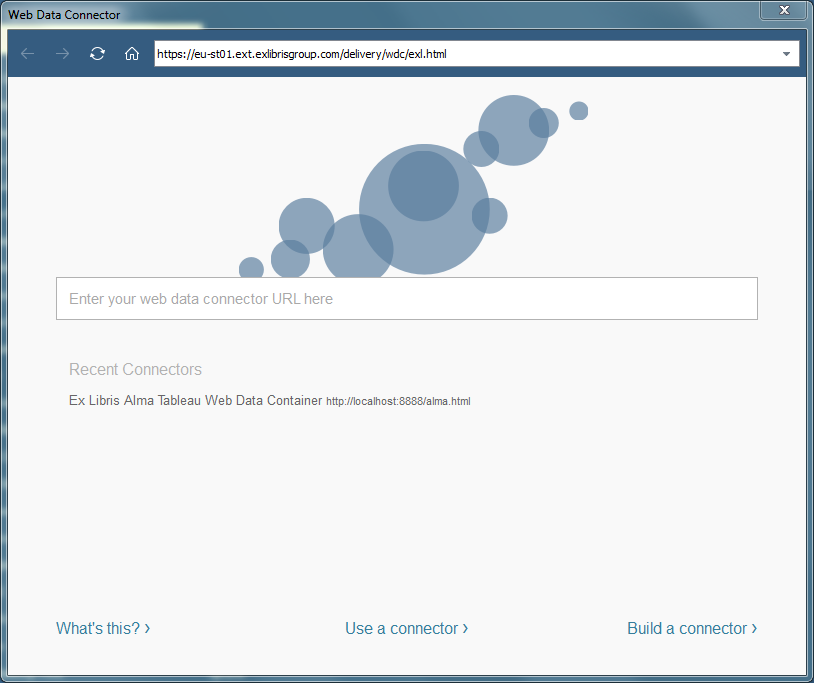 Web Data Connector
https://eu-st01.ext.exlibrisgroup.com/delivery/wdc/exl.html
Enter your web data connector URL here
Recent Connectors
Ex Libris Alma Tableau Web Data Container http://localhost:8888/alma.html
What's this? › Use a connector › Build a connector ›